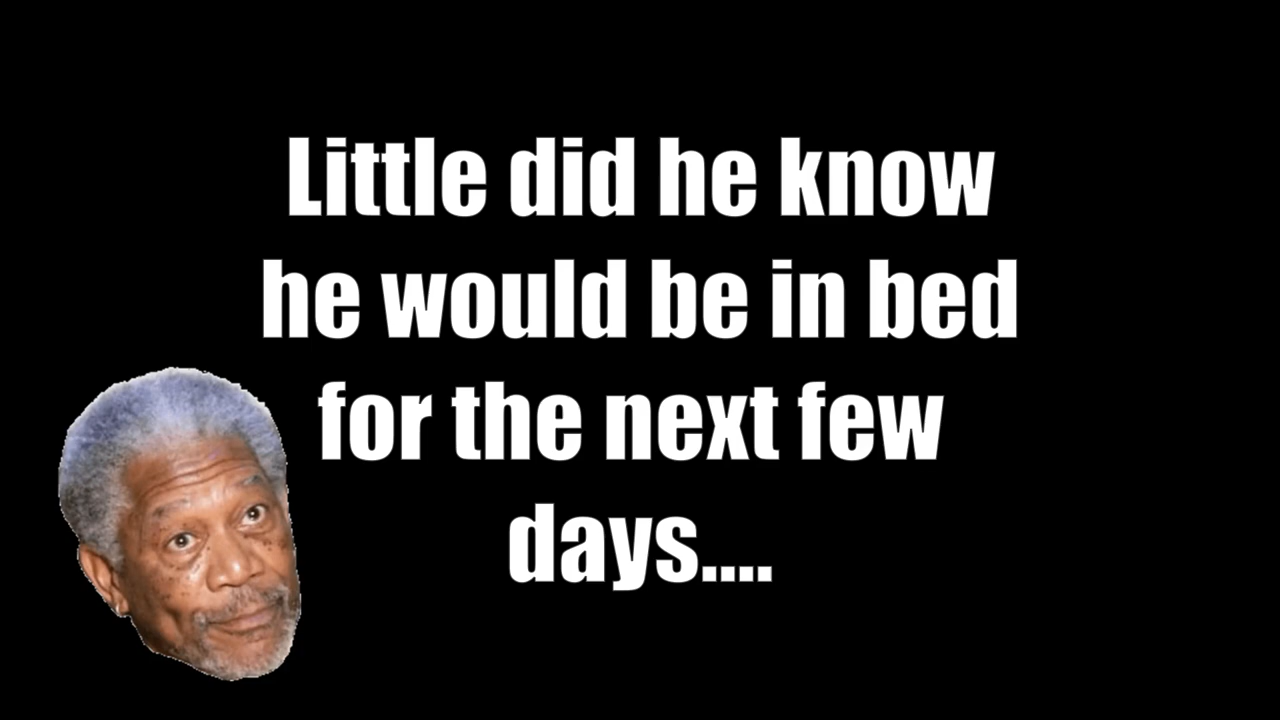 Little did he know
he would be in bed
for the next few
days....